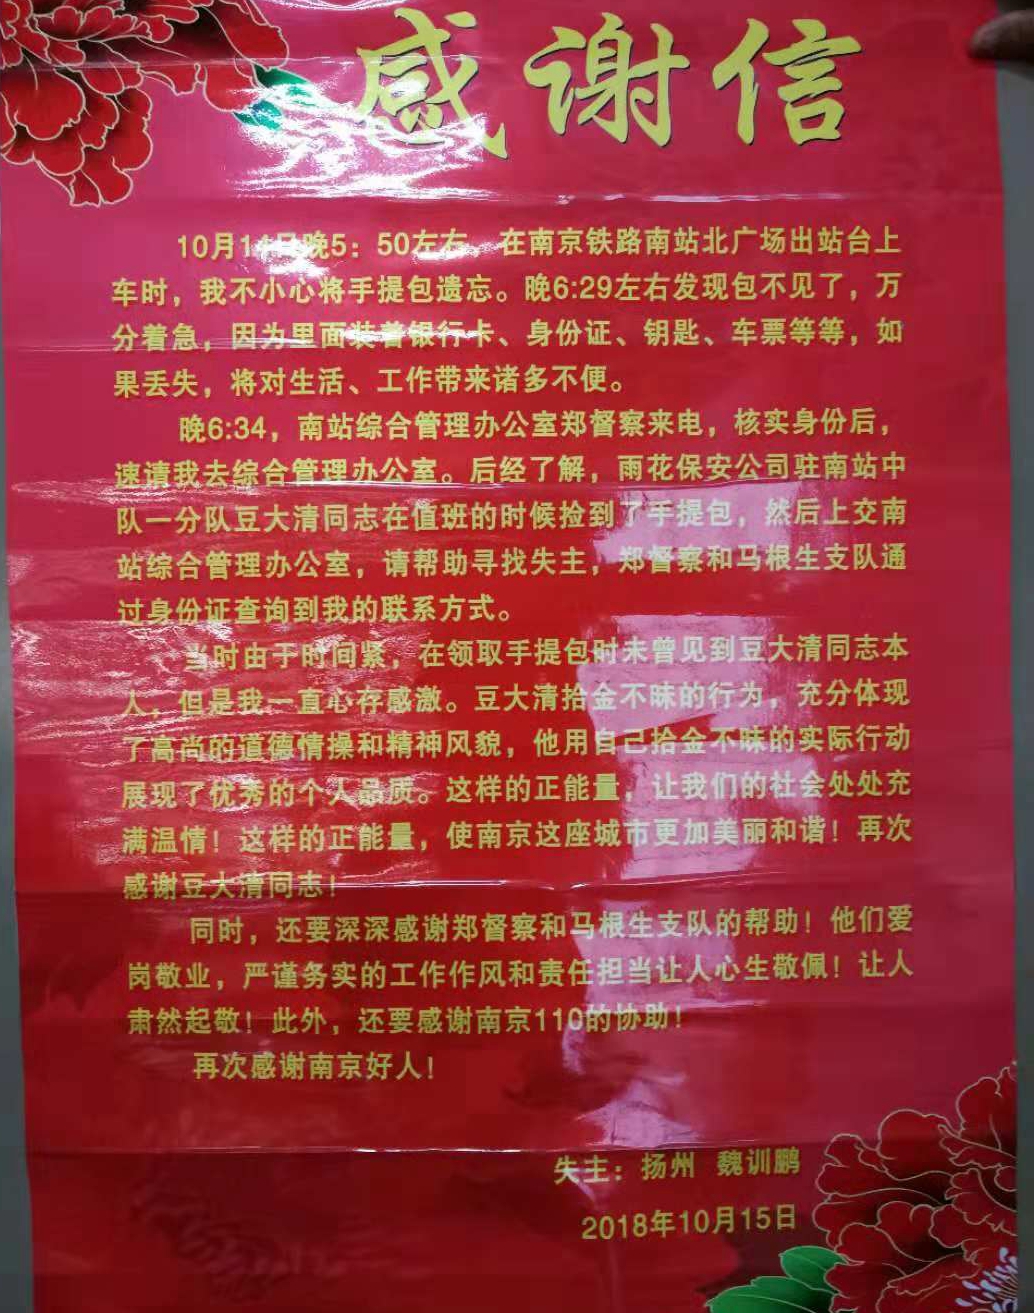 感谢信
10月14日晚5：50左右，在南京铁路南站北广场出站台上
车时，我不小心将手提包遗忘。晚6:29左右发现包不见了，万
分着急，因为里面装着银行卡、身份证、钥匙、车票等等，如
果丢失，将对生活、工作带来诸多不便。
晚6:34，南站综合管理办公室郑督察来电，核实身份后，
速请我去综合管理办公室。后经了解，雨花保安公司驻南站中
队一分队豆大清同志在值班的时候捡到了手提包，然后上交南
站综合管理办公室，请帮助寻找失主，郑督察和马根生支队通
过身份证查询到我的联系方式。
当时由于时间紧，在领取手提包时未曾见到豆大清同志本
人，但是我一直心存感激。豆大清拾金不昧的行为，充分体现
了高尚的道德情操和精神风貌，他用自己拾金不昧的实际行动
展现了优秀的个人品质。这样的正能量，让我们的社会处处充
满温情！这样的正能量，使南京这座城市更加美丽和谐！再次
感谢豆大清同志！
同时，还要深深感谢郑督察和马根生支队的帮助！他们爱
岗敬业，严谨务实的工作作风和责任担当让人心生敬佩！让人
肃然起敬！此外，还要感谢南京110的协助！
再次感谢南京好人！
失主：扬州 魏训鹏
2018年10月15日